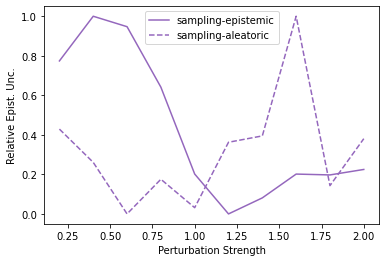 sampling-epistemic
sampling-aleatoric
Relative Epist. Unc.
1.0
0.8
0.6
0.4
0.2
0.0
0.25 0.50 0.75 1.00 1.25 1.50 1.75 2.00
Perturbation Strength